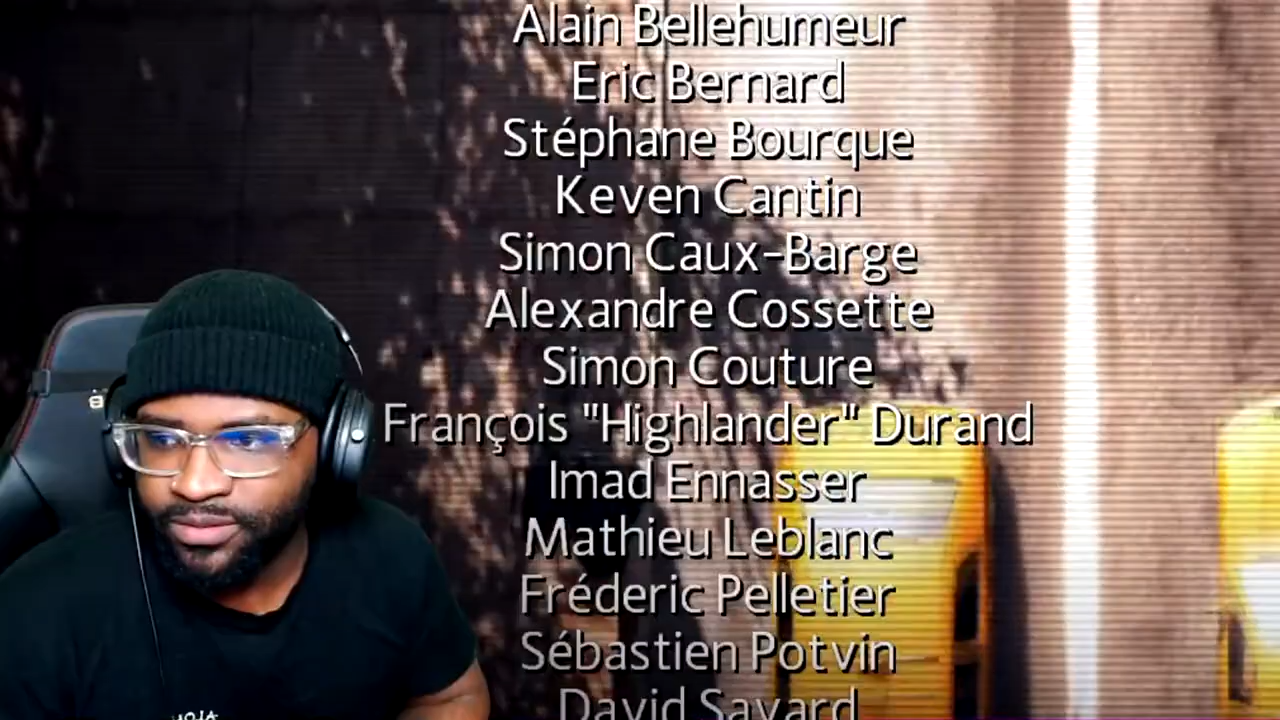 Alain Bellehumeur
Eric Bernard
Stéphane Bourque
Keven Cantin
Simon Caux-Barge
Alexandre Cossette
Simon Couture
François "Highlander" Durand
Imad Ennasser
Mathieu Leblanc
Fréderic Pelletier
Sébastien Potvin
David Savard